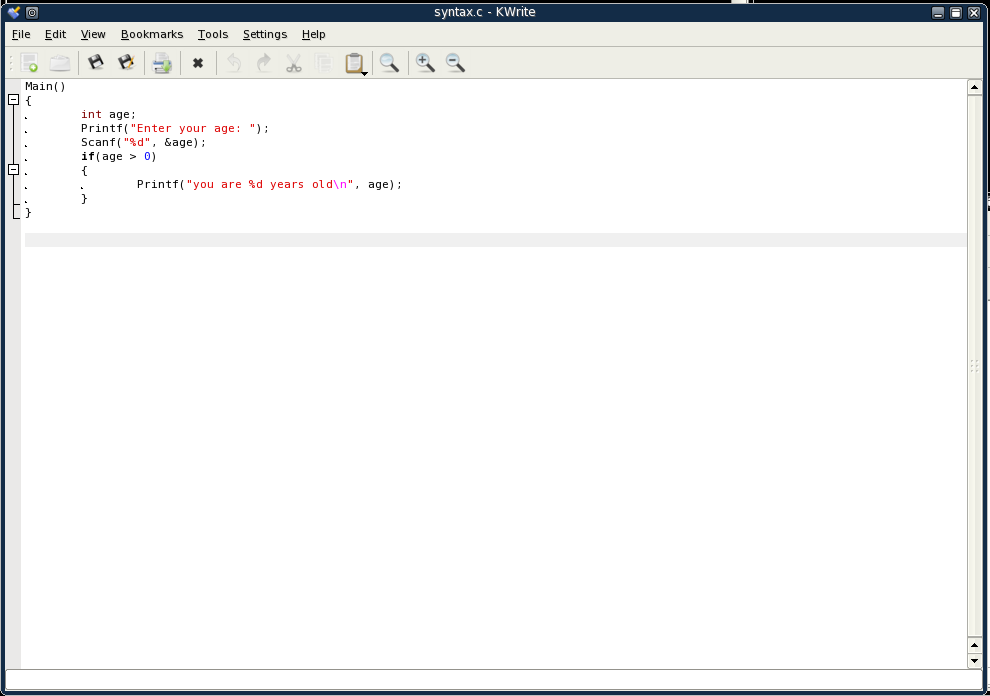 syntax.c - KWrite
File Edit View Bookmarks Tools Settings Help
Main()
{
int age;
Printf("Enter your age: ");
Scanf("%d", &age);
if(age > 0)
{
Printf("you are %d years old\n", age);
}
}